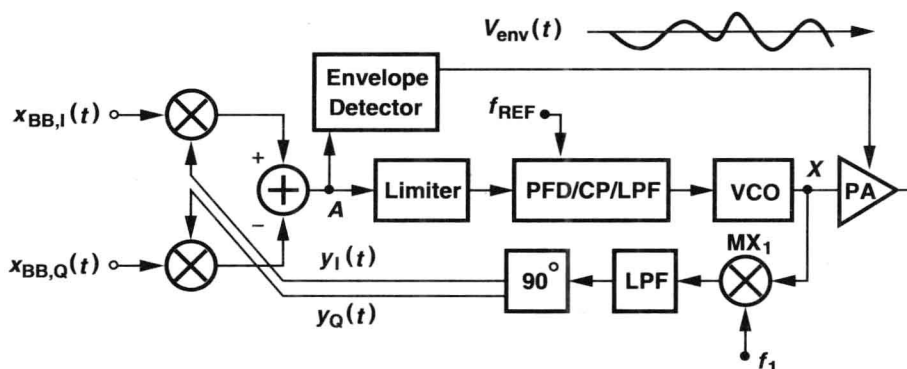 V_env(t)
Envelope
Detector
x_BB,I(t)
f_REF
+
A
Limiter
PFD/CP/LPF
VCO
X
PA
−
x_BB,Q(t)
y_I(t)
y_Q(t)
90°
LPF
MX_1
f_1